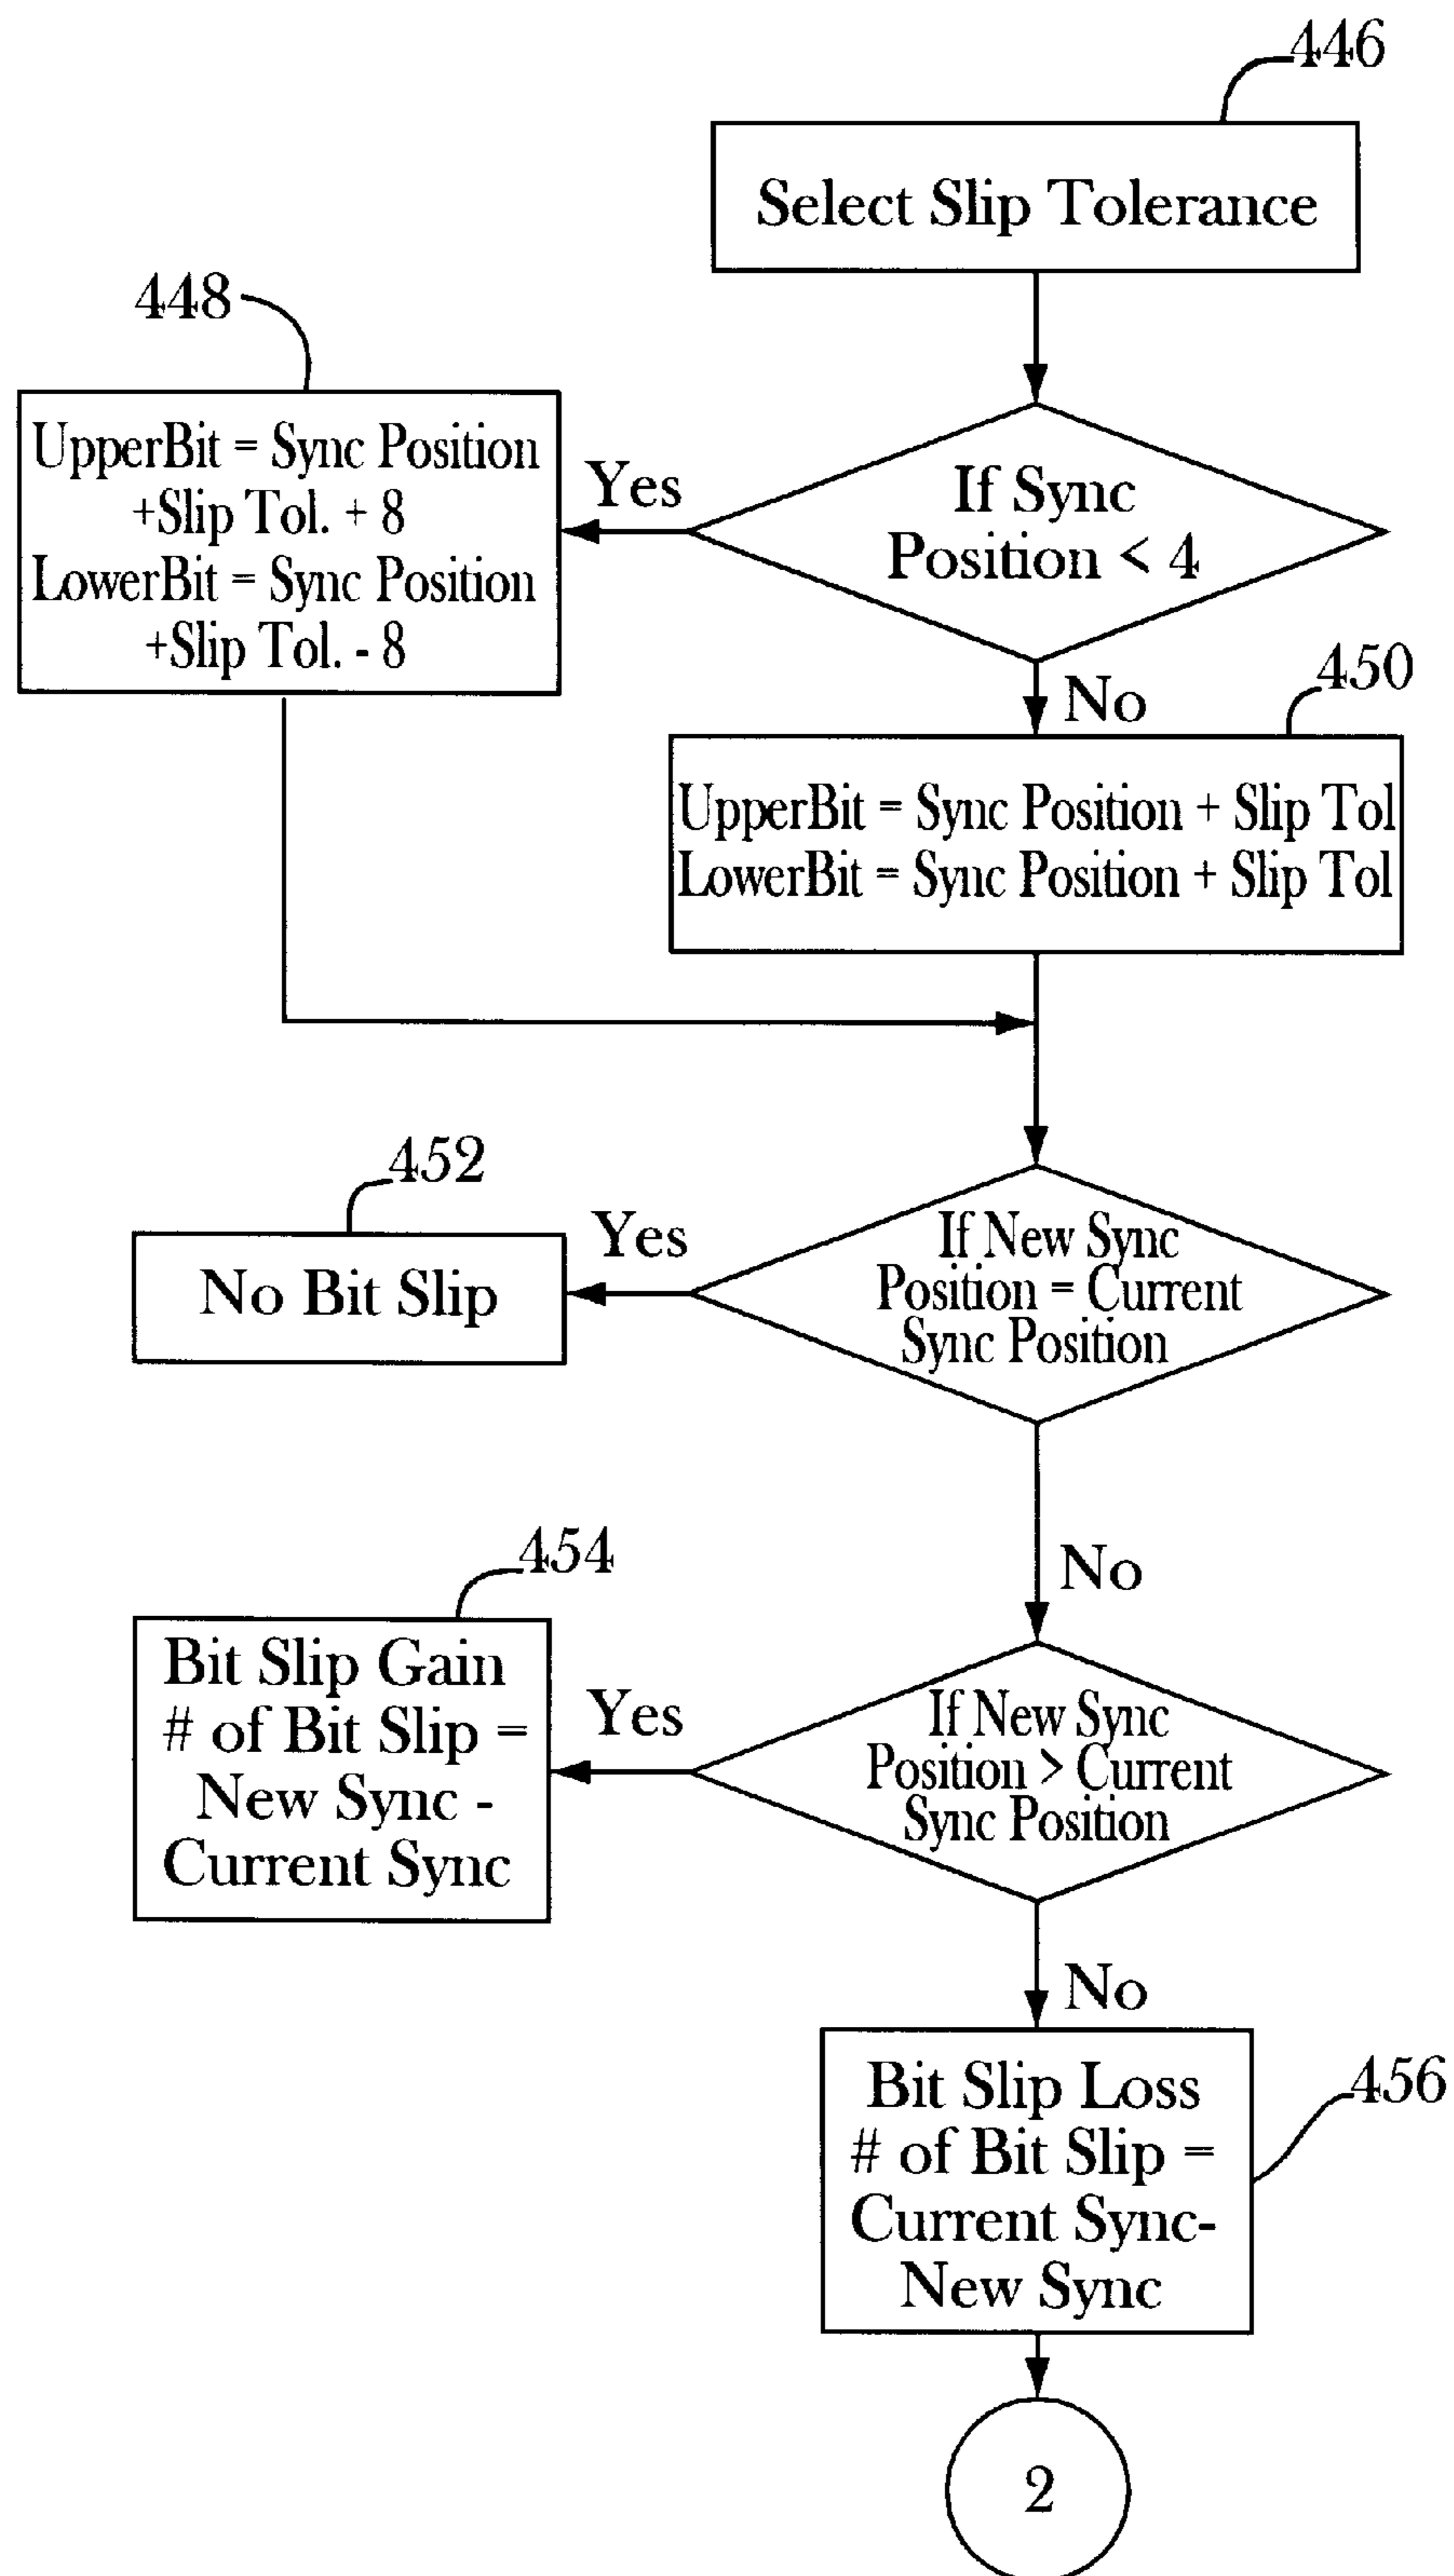 446
Select Slip Tolerance
448
UpperBit = Sync Position
+Slip Tol. + 8
LowerBit = Sync Position
+Slip Tol. - 8
Yes
If Sync
Position < 4
No
450
UpperBit = Sync Position + Slip Tol
LowerBit = Sync Position + Slip Tol
452
No Bit Slip
Yes
If New Sync
Position = Current
Sync Position
No
454
Bit Slip Gain
# of Bit Slip =
New Sync -
Current Sync
Yes
If New Sync
Position > Current
Sync Position
No
456
Bit Slip Loss
# of Bit Slip =
Current Sync-
New Sync
2